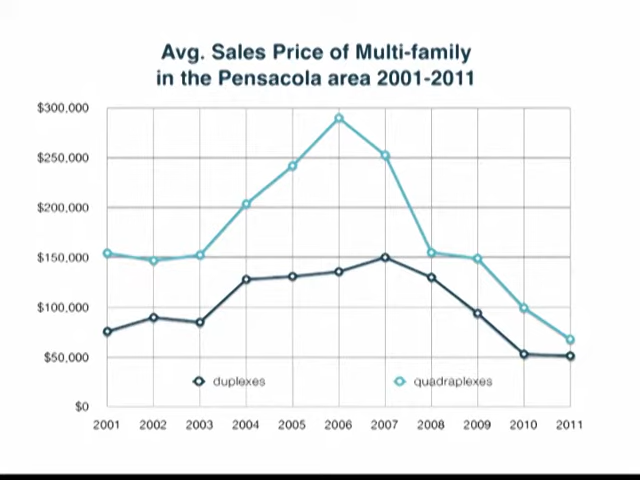 Avg. Sales Price of Multi-family
in the Pensacola area 2001-2011
$300,000
$250,000
$200,000
$150,000
$100,000
$50,000
$0
duplexes quadraplexes
2001 2002 2003 2004 2005 2006 2007 2008 2009 2010 2011